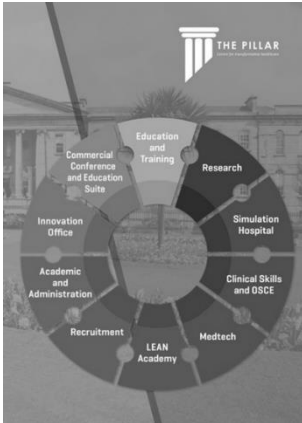 THE PILLAR
Education
and
Training
Research
Simulation
Hospital
Clinical Skills
and OSCE
Medtech
LEAN
Academy
Recruitment
Academic
and
Administration
Innovation
Office
Commercial
Conference
and Education
Suite